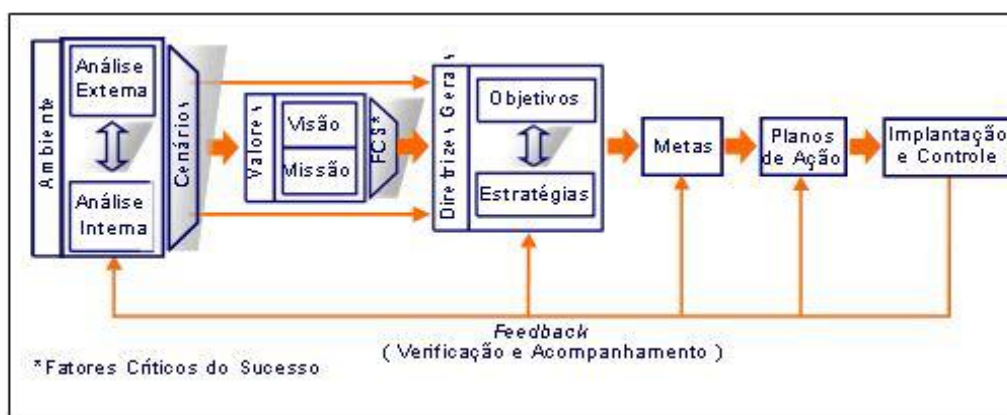 Ambiente
Análise
Externa
Análise
Interna
Cenários
Valores
Visão
Missão
FCS*
Diretrizes Gerais
Objetivos
Estratégias
Metas
Planos
de Ação
Implantação
e Controle
Feedback
( Verificação e Acompanhamento )
*Fatores Críticos do Sucesso